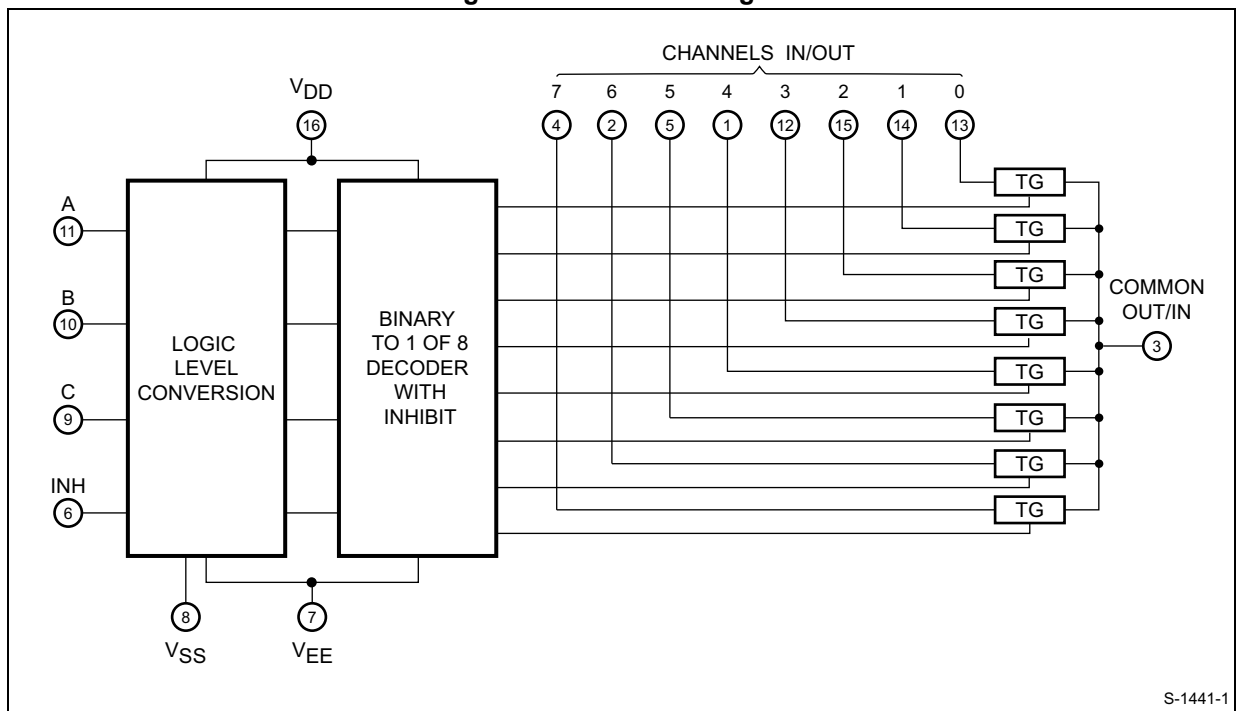 CHANNELS IN/OUT
7 6 5 4 3 2 1 0
4 2 5 1 12 15 14 13
VDD
16
A
11
B
10
C
9
INH
6
LOGIC
LEVEL
CONVERSION
BINARY
TO 1 OF 8
DECODER
WITH
INHIBIT
TG
TG
TG
TG
TG
TG
TG
TG
COMMON
OUT/IN
3
8
VSS
7
VEE
S-1441-1